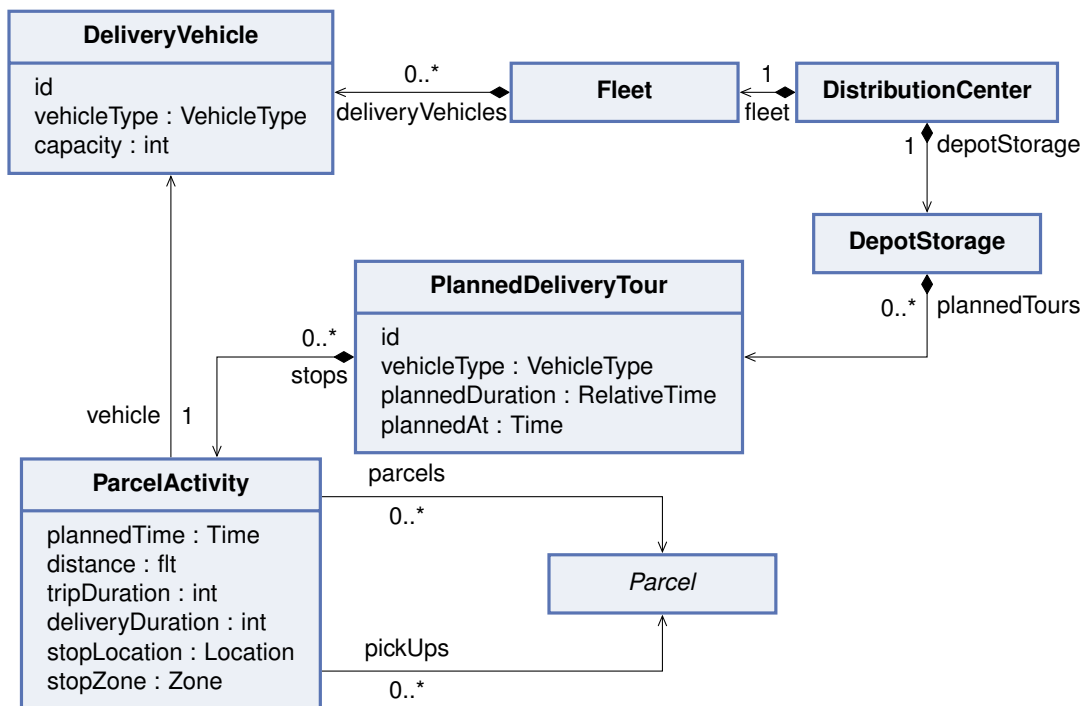 DeliveryVehicle
id
vehicleType : VehicleType
capacity : int
0..*
deliveryVehicles
Fleet
1
fleet
DistributionCenter
1
depotStorage
DepotStorage
0..*
plannedTours
PlannedDeliveryTour
id
vehicleType : VehicleType
plannedDuration : RelativeTime
plannedAt : Time
0..*
stops
vehicle
1
ParcelActivity
plannedTime : Time
distance : flt
tripDuration : int
deliveryDuration : int
stopLocation : Location
stopZone : Zone
parcels
0..*
Parcel
pickUps
0..*